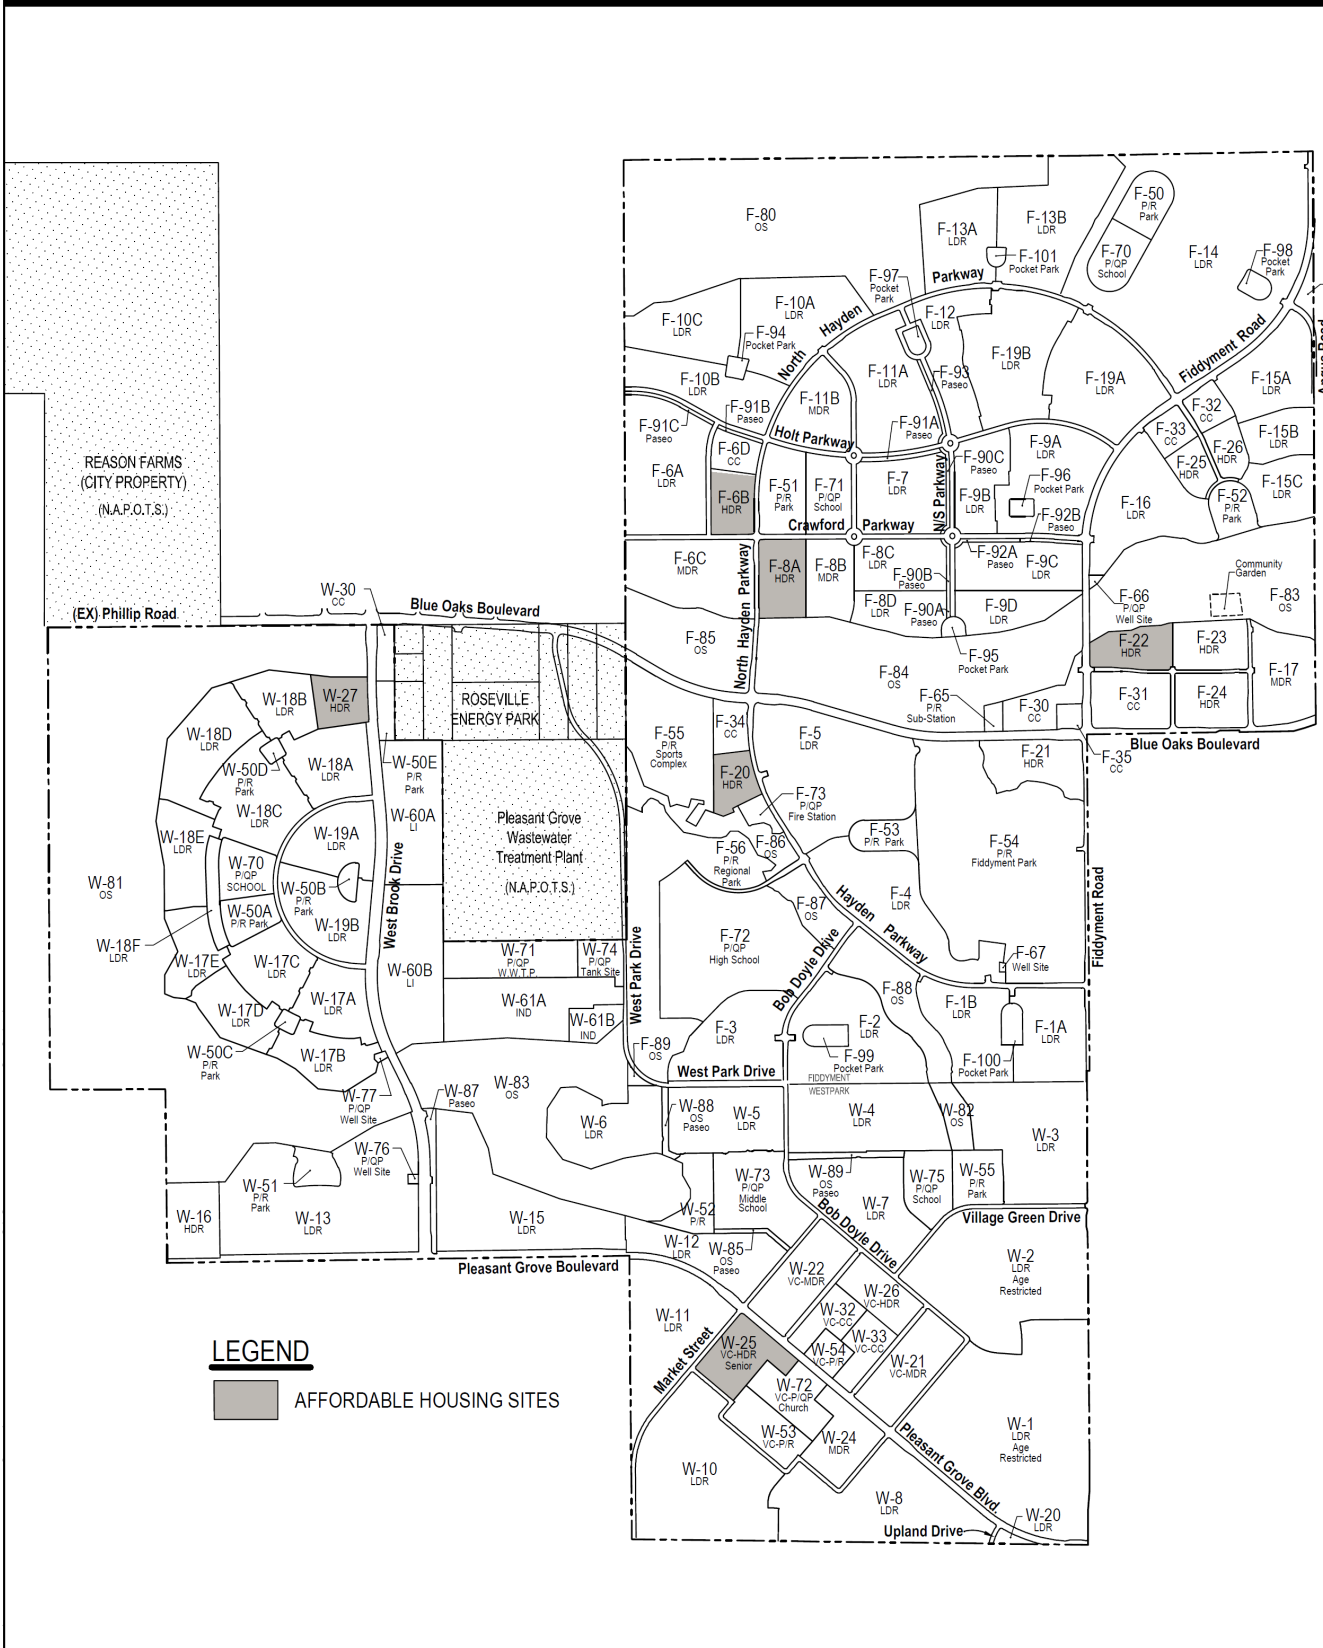 F-80
OS
F-13A
LDR
F-13B
LDR
F-50
P/R
Park
F-70
P/QP
School
F-14
LDR
F-98
Pocket
Park
F-101
Pocket Park
F-97
Pocket
Park
North
Hayden
Parkway
F-12
LDR
F-10C
LDR
F-10A
LDR
F-94
Pocket Park
F-10B
LDR
F-11A
LDR
F-11B
MDR
F-93
Paseo
F-19B
LDR
F-19A
LDR
Fiddyment Road
F-15A
LDR
F-32
CC
F-33
CC
F-26
HDR
F-25
HDR
F-15B
LDR
F-15C
LDR
F-52
P/R
Park
F-91C
Paseo
F-91B
Paseo
F-91A
Paseo
Holt Parkway
F-6D
CC
F-6A
LDR
F-6B
HDR
F-51
P/R
Park
F-71
P/QP
School
F-7
LDR
N/S Parkway
F-90C
Paseo
F-9A
LDR
F-96
Pocket Park
F-9B
LDR
F-92B
Paseo
F-16
LDR
Crawford
Parkway
F-6C
MDR
North Hayden Parkway
F-8A
HDR
F-8B
MDR
F-8C
LDR
F-90B
Paseo
F-92A
Paseo
F-9C
LDR
F-8D
LDR
F-90A
Paseo
F-9D
LDR
F-66
P/QP
Well Site
Community
Garden
F-83
OS
F-22
HDR
F-23
HDR
F-17
MDR
F-31
CC
F-24
HDR
Blue Oaks Boulevard
F-85
OS
F-95
Pocket Park
F-84
OS
F-65
P/R
Sub-Station
F-30
CC
F-35
CC
F-21
HDR
REASON FARMS
(CITY PROPERTY)
(N.A.P.O.T.S.)
(EX) Phillip Road
W-30
CC
Blue Oaks Boulevard
ROSEVILLE
ENERGY PARK
Pleasant Grove
Wastewater
Treatment Plant
(N.A.P.O.T.S.)
W-27
HDR
W-18B
LDR
W-18D
LDR
W-50D
P/R
Park
W-18A
LDR
W-18C
LDR
W-50E
P/R
Park
W-60A
LI
W-19A
LDR
W-18E
LDR
W-70
P/QP
SCHOOL
W-50B
P/R
Park
W-50A
P/R Park
W-19B
LDR
West Brook Drive
W-81
OS
W-18F
LDR
W-17E
LDR
W-17C
LDR
W-60B
LI
W-17A
LDR
W-17D
LDR
W-50C
P/R
Park
W-17B
LDR
W-77
P/QP
Well Site
W-71
P/QP
W.W.T.P.
W-74
P/QP
Tank Site
W-61A
IND
W-61B
IND
West Park Drive
F-55
P/R
Sports
Complex
F-34
CC
F-20
HDR
F-5
LDR
F-73
P/QP
Fire Station
F-56
P/R
Regional
Park
F-86
OS
F-53
P/R Park
F-54
P/R
Fiddyment Park
F-4
LDR
Hayden
Parkway
F-87
OS
F-72
P/QP
High School
Bob Doyle Drive
F-67
Well Site
Fiddyment Road
F-88
OS
F-1B
LDR
F-1A
LDR
F-3
LDR
F-2
LDR
F-99
Pocket Park
F-100
Pocket Park
F-89
OS
West Park Drive
FIDDYMENT
WESTPARK
W-83
OS
W-87
Paseo
W-6
LDR
W-88
OS
Paseo
W-5
LDR
W-4
LDR
W-82
OS
W-3
LDR
W-76
P/QP
Well Site
W-51
P/R
Park
W-16
HDR
W-13
LDR
W-15
LDR
W-52
P/R
W-73
P/QP
Middle
School
W-89
OS
Paseo
W-7
LDR
W-75
P/QP
School
W-55
P/R
Park
Village Green Drive
Bob Doyle Drive
W-12
LDR
W-85
OS
Paseo
Pleasant Grove Boulevard
W-22
VC-MDR
W-26
VC-HDR
W-2
LDR
Age
Restricted
W-11
LDR
W-32
VC-CC
W-33
VC-CC
W-54
VC-P/R
W-21
VC-MDR
Market Street
W-25
VC-HDR
Senior
W-72
VC-P/QP
Church
W-53
VC-P/R
W-24
MDR
Pleasant Grove Blvd.
W-1
LDR
Age
Restricted
W-10
LDR
W-8
LDR
W-20
LDR
Upland Drive
LEGEND
AFFORDABLE HOUSING SITES